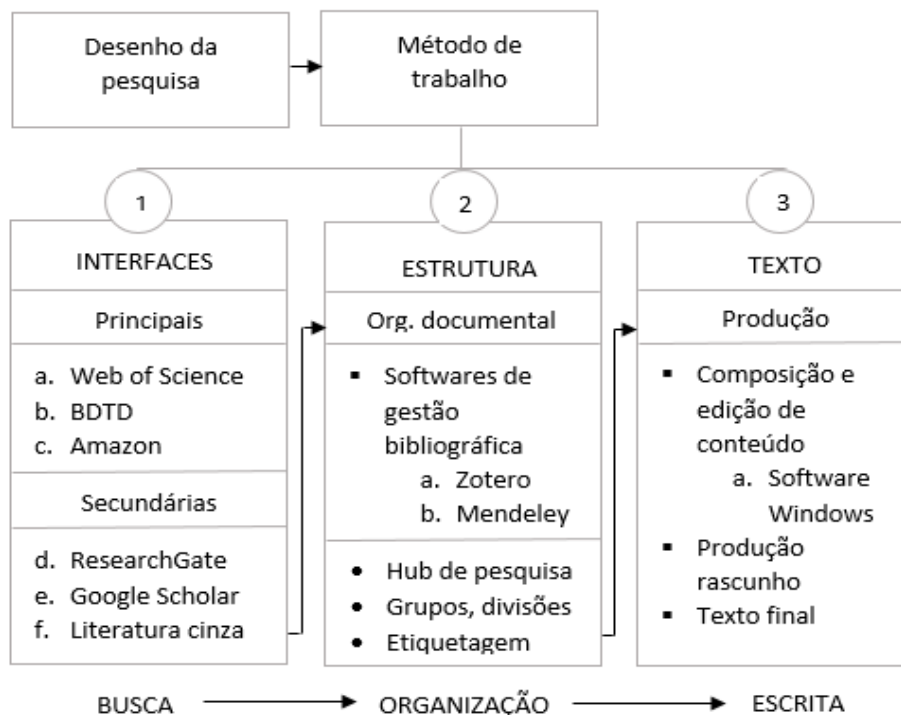 Desenho da
pesquisa
Método de
trabalho
1
INTERFACES
Principais
a. Web of Science
b. BDTD
c. Amazon
Secundárias
d. ResearchGate
e. Google Scholar
f. Literatura cinza
2
ESTRUTURA
Org. documental
▪ Softwares de
gestão
bibliográfica
a. Zotero
b. Mendeley
• Hub de pesquisa
• Grupos, divisões
• Etiquetagem
3
TEXTO
Produção
▪ Composição e
edição de
conteúdo
a. Software
Windows
▪ Produção
rascunho
▪ Texto final
BUSCA
ORGANIZAÇÃO
ESCRITA